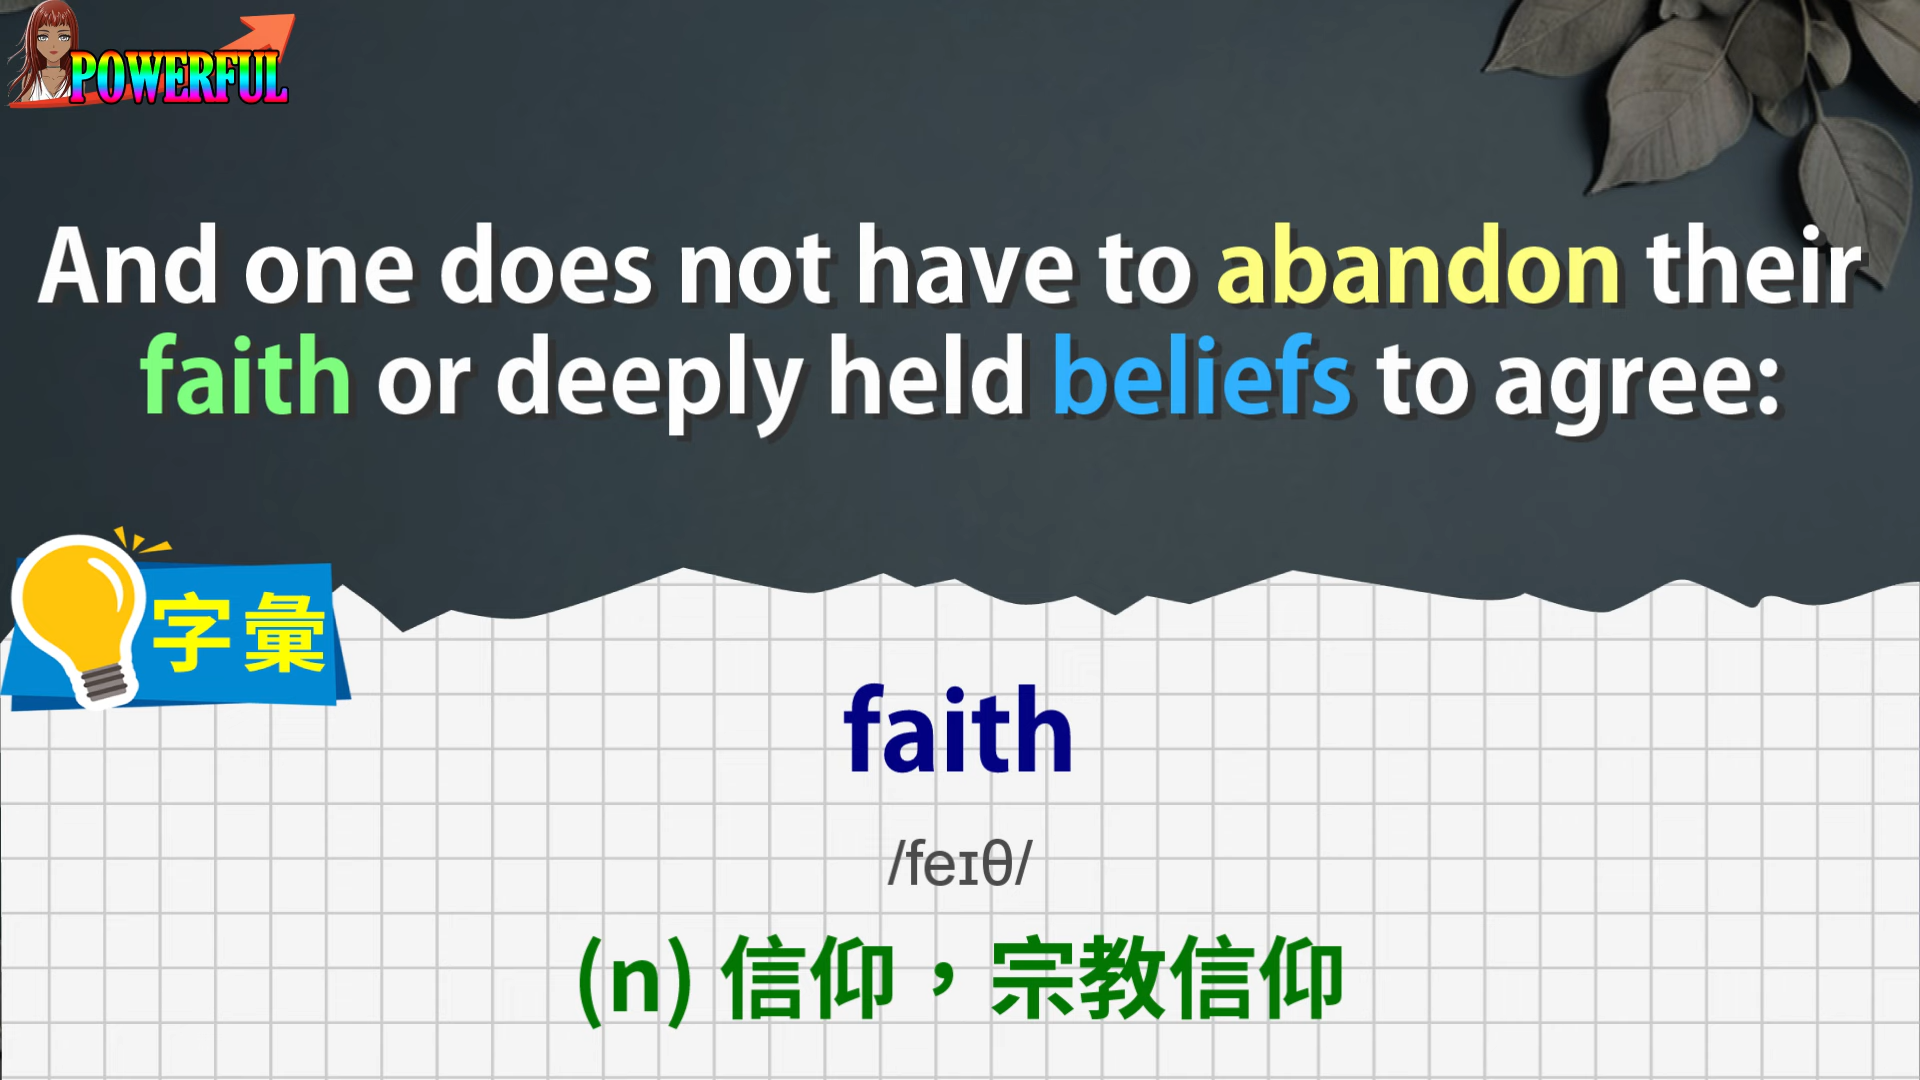 POWERFUL
And one does not have to abandon their
faith or deeply held beliefs to agree:
字彙
faith
/feɪθ/
(n) 信仰，宗教信仰